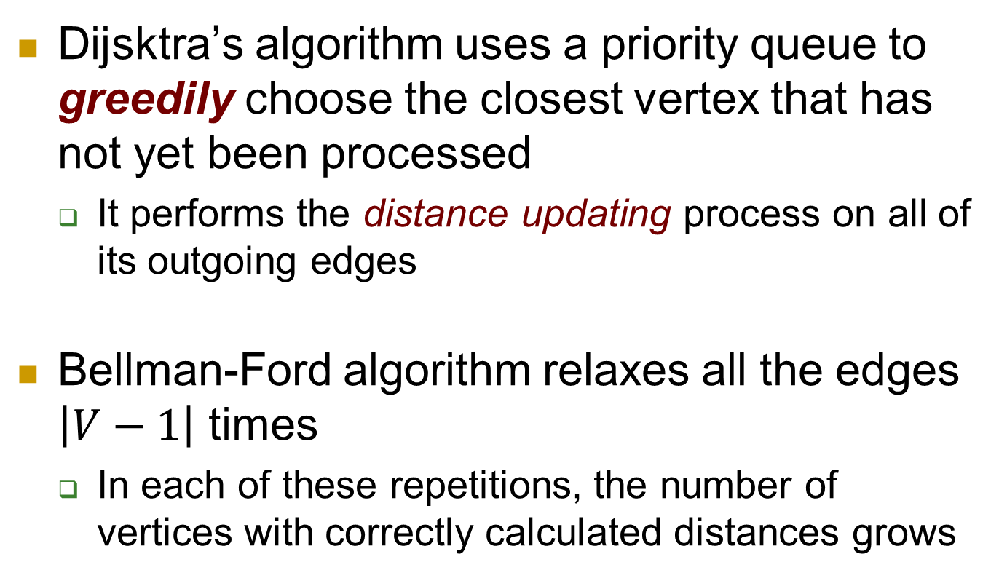 Dijsktra’s algorithm uses a priority queue to
greedily choose the closest vertex that has
not yet been processed
It performs the distance updating process on all of
its outgoing edges
Bellman-Ford algorithm relaxes all the edges
|V − 1| times
In each of these repetitions, the number of
vertices with correctly calculated distances grows